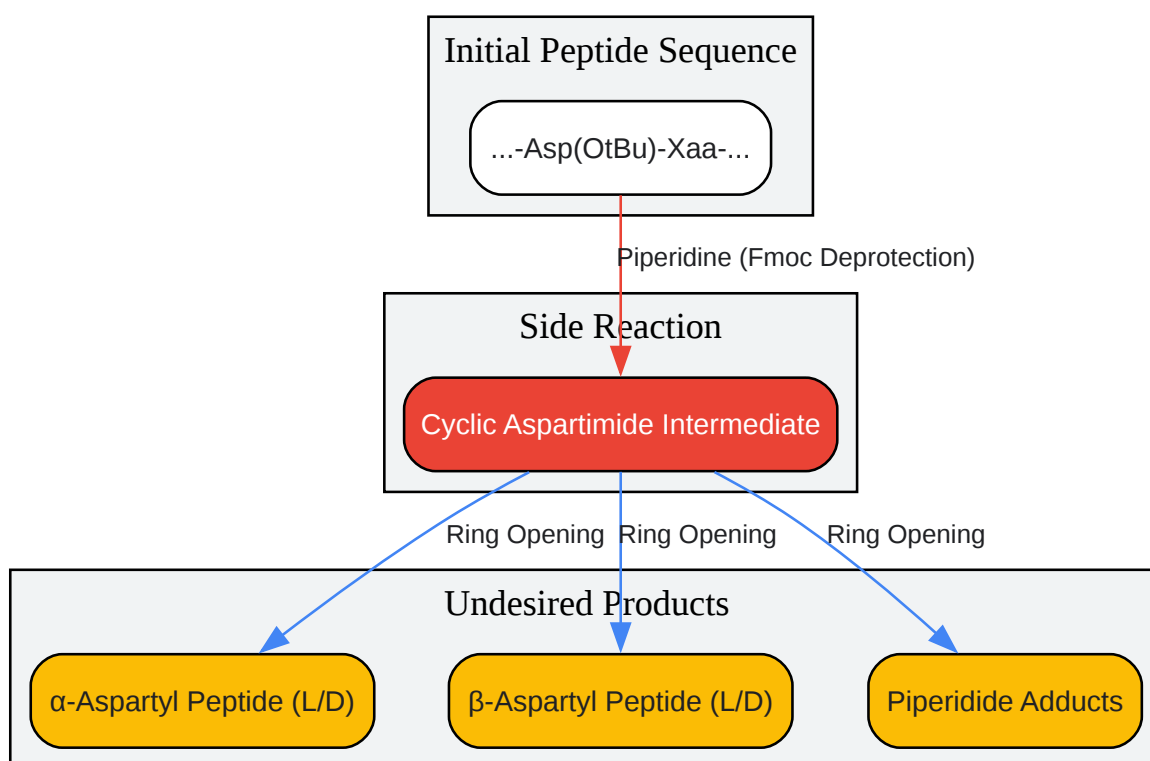 Initial Peptide Sequence
...-Asp(OtBu)-Xaa-...
Piperidine (Fmoc Deprotection)
Side Reaction
Cyclic Aspartimide Intermediate
Ring Opening
Ring Opening
Ring Opening
Undesired Products
α-Aspartyl Peptide (L/D)
β-Aspartyl Peptide (L/D)
Piperidide Adducts